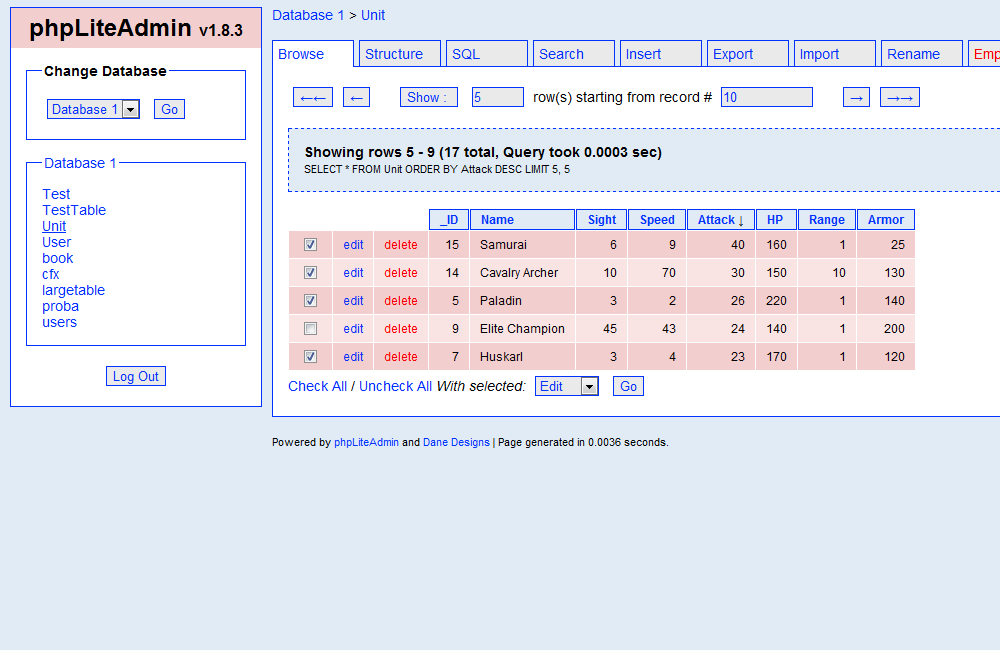 phpLiteAdmin v1.8.3
Change Database
Database 1 Go
Database 1
Test
TestTable
Unit
User
book
cfx
largetable
proba
users
Log Out
Database 1 > Unit
Browse Structure SQL Search Insert Export Import Rename Emp
←← ← Show : 5 row(s) starting from record # 10 → →→
Showing rows 5 - 9 (17 total, Query took 0.0003 sec)
SELECT * FROM Unit ORDER BY Attack DESC LIMIT 5, 5
_ID Name Sight Speed Attack ↓ HP Range Armor
edit delete 15 Samurai 6 9 40 160 1 25
edit delete 14 Cavalry Archer 10 70 30 150 10 130
edit delete 5 Paladin 3 2 26 220 1 140
edit delete 9 Elite Champion 45 43 24 140 1 200
edit delete 7 Huskarl 3 4 23 170 1 120
Check All / Uncheck All With selected: Edit Go
Powered by phpLiteAdmin and Dane Designs | Page generated in 0.0036 seconds.